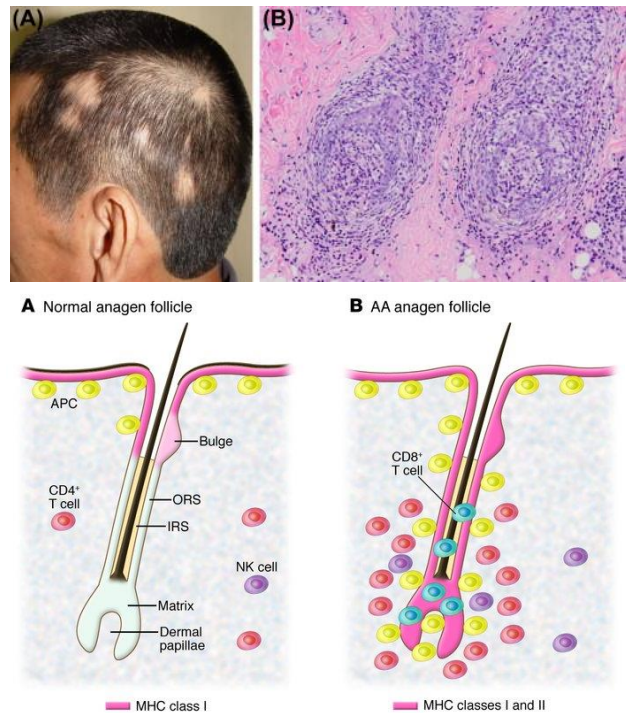 (A)
(B)
A Normal anagen follicle
APC
Bulge
CD4⁺
T cell
ORS
IRS
NK cell
Matrix
Dermal
papillae
MHC class I
B AA anagen follicle
CD8⁺
T cell
MHC classes I and II